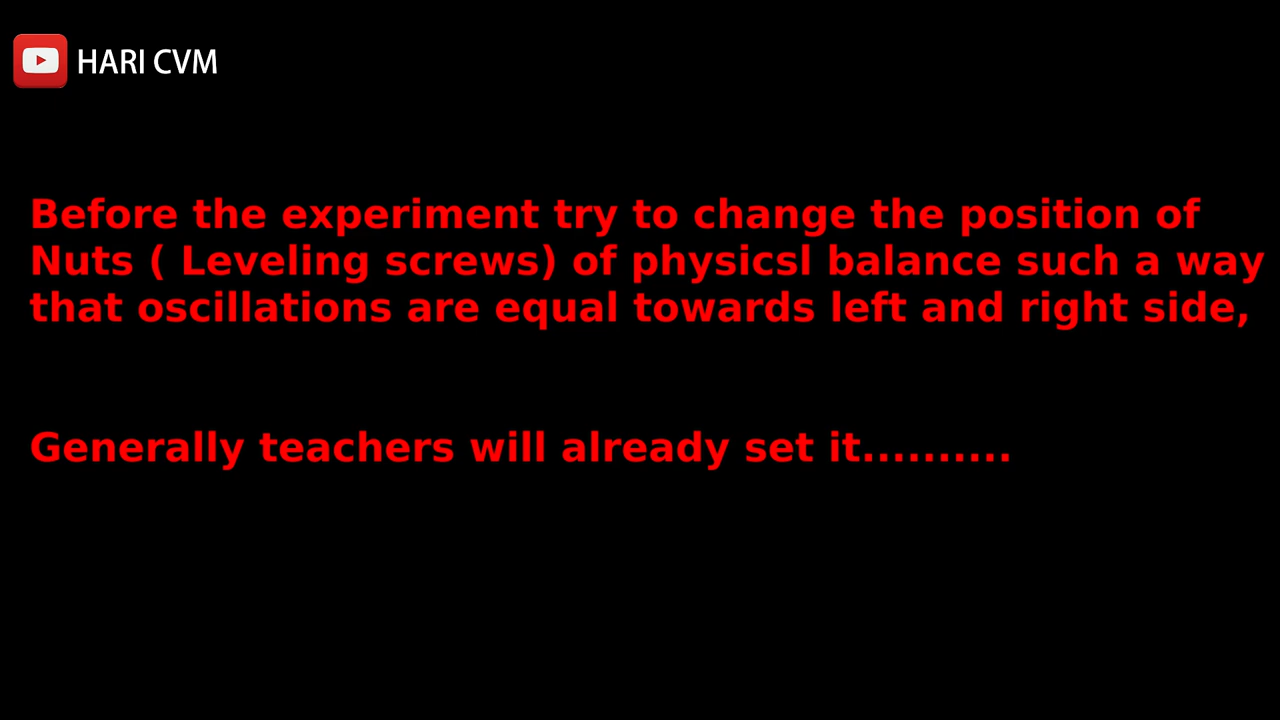 HARI CVM
Before the experiment try to change the position of
Nuts ( Leveling screws) of physicsl balance such a way
that oscillations are equal towards left and right side,
Generally teachers will already set it..........